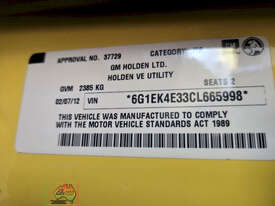 APPROVAL NO. 37729 CATEGORY
GM HOLDEN LTD.
HOLDEN VE UTILITY
GVM 2385 KG SEATS 2
02/07/12 VIN *6G1EK4E33CL665998*
THIS VEHICLE WAS MANUFACTURED TO COMPLY
WITH THE MOTOR VEHICLE STANDARDS ACT 1989